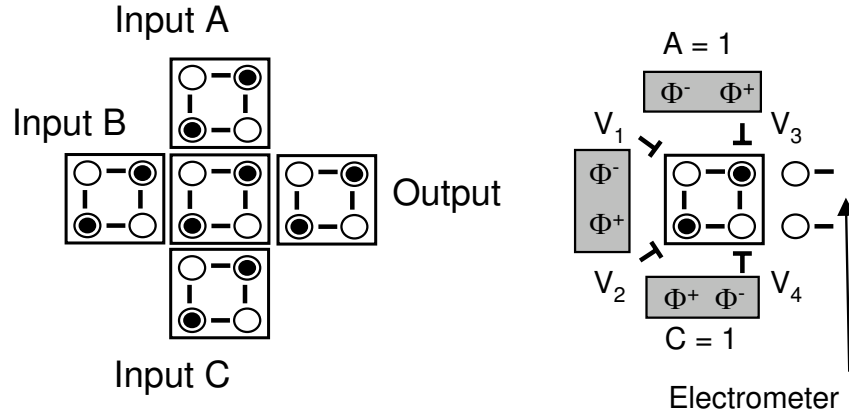 Input A
Input B
Output
Input C
A = 1
Φ⁻ Φ⁺
V₁
V₃
Φ⁻
Φ⁺
V₂
V₄
Φ⁺ Φ⁻
C = 1
Electrometer